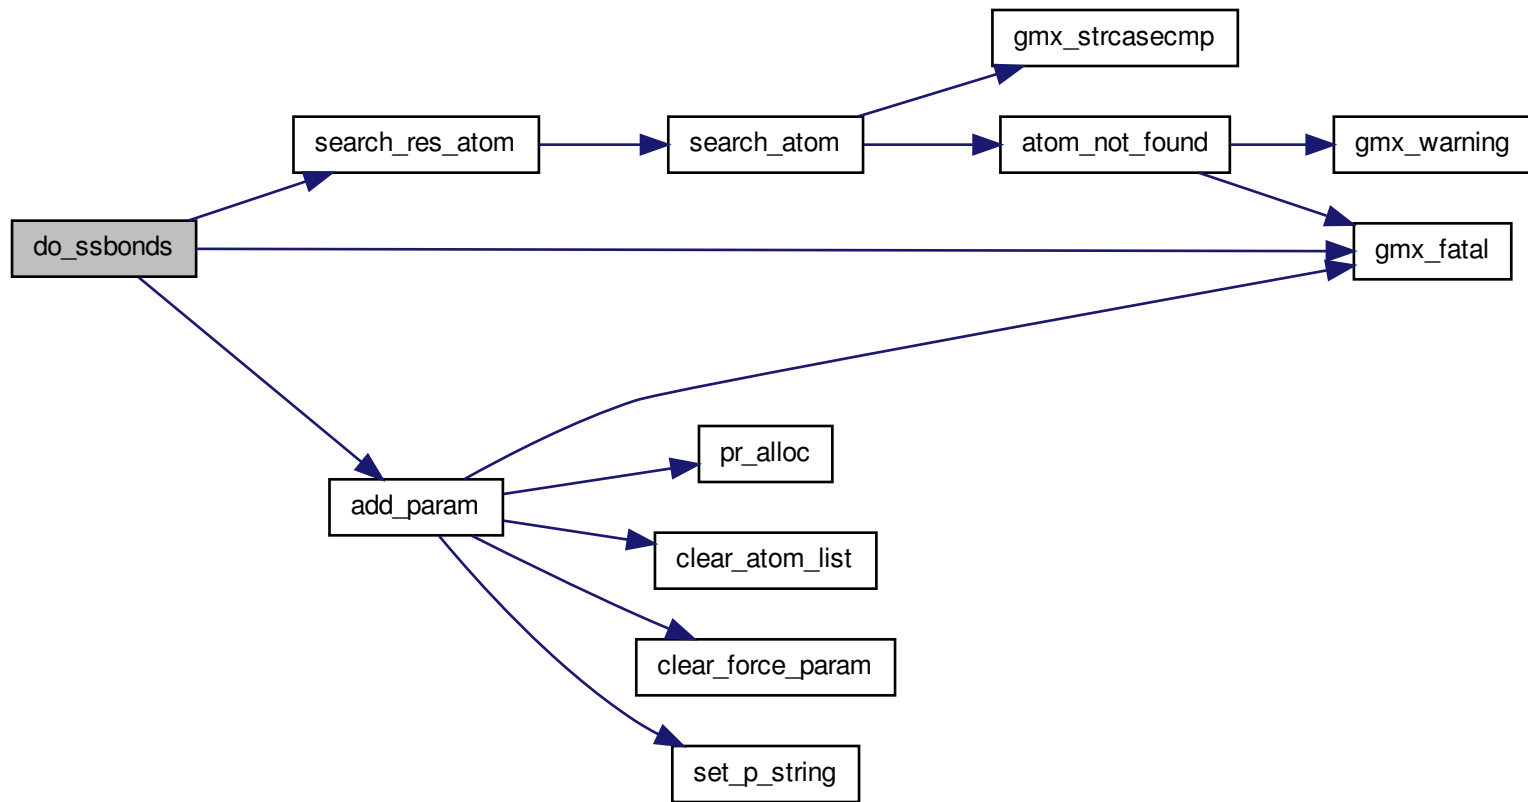 gmx_strcasecmp
search_res_atom
search_atom
atom_not_found
gmx_warning
do_ssbonds
gmx_fatal
pr_alloc
add_param
clear_atom_list
clear_force_param
set_p_string